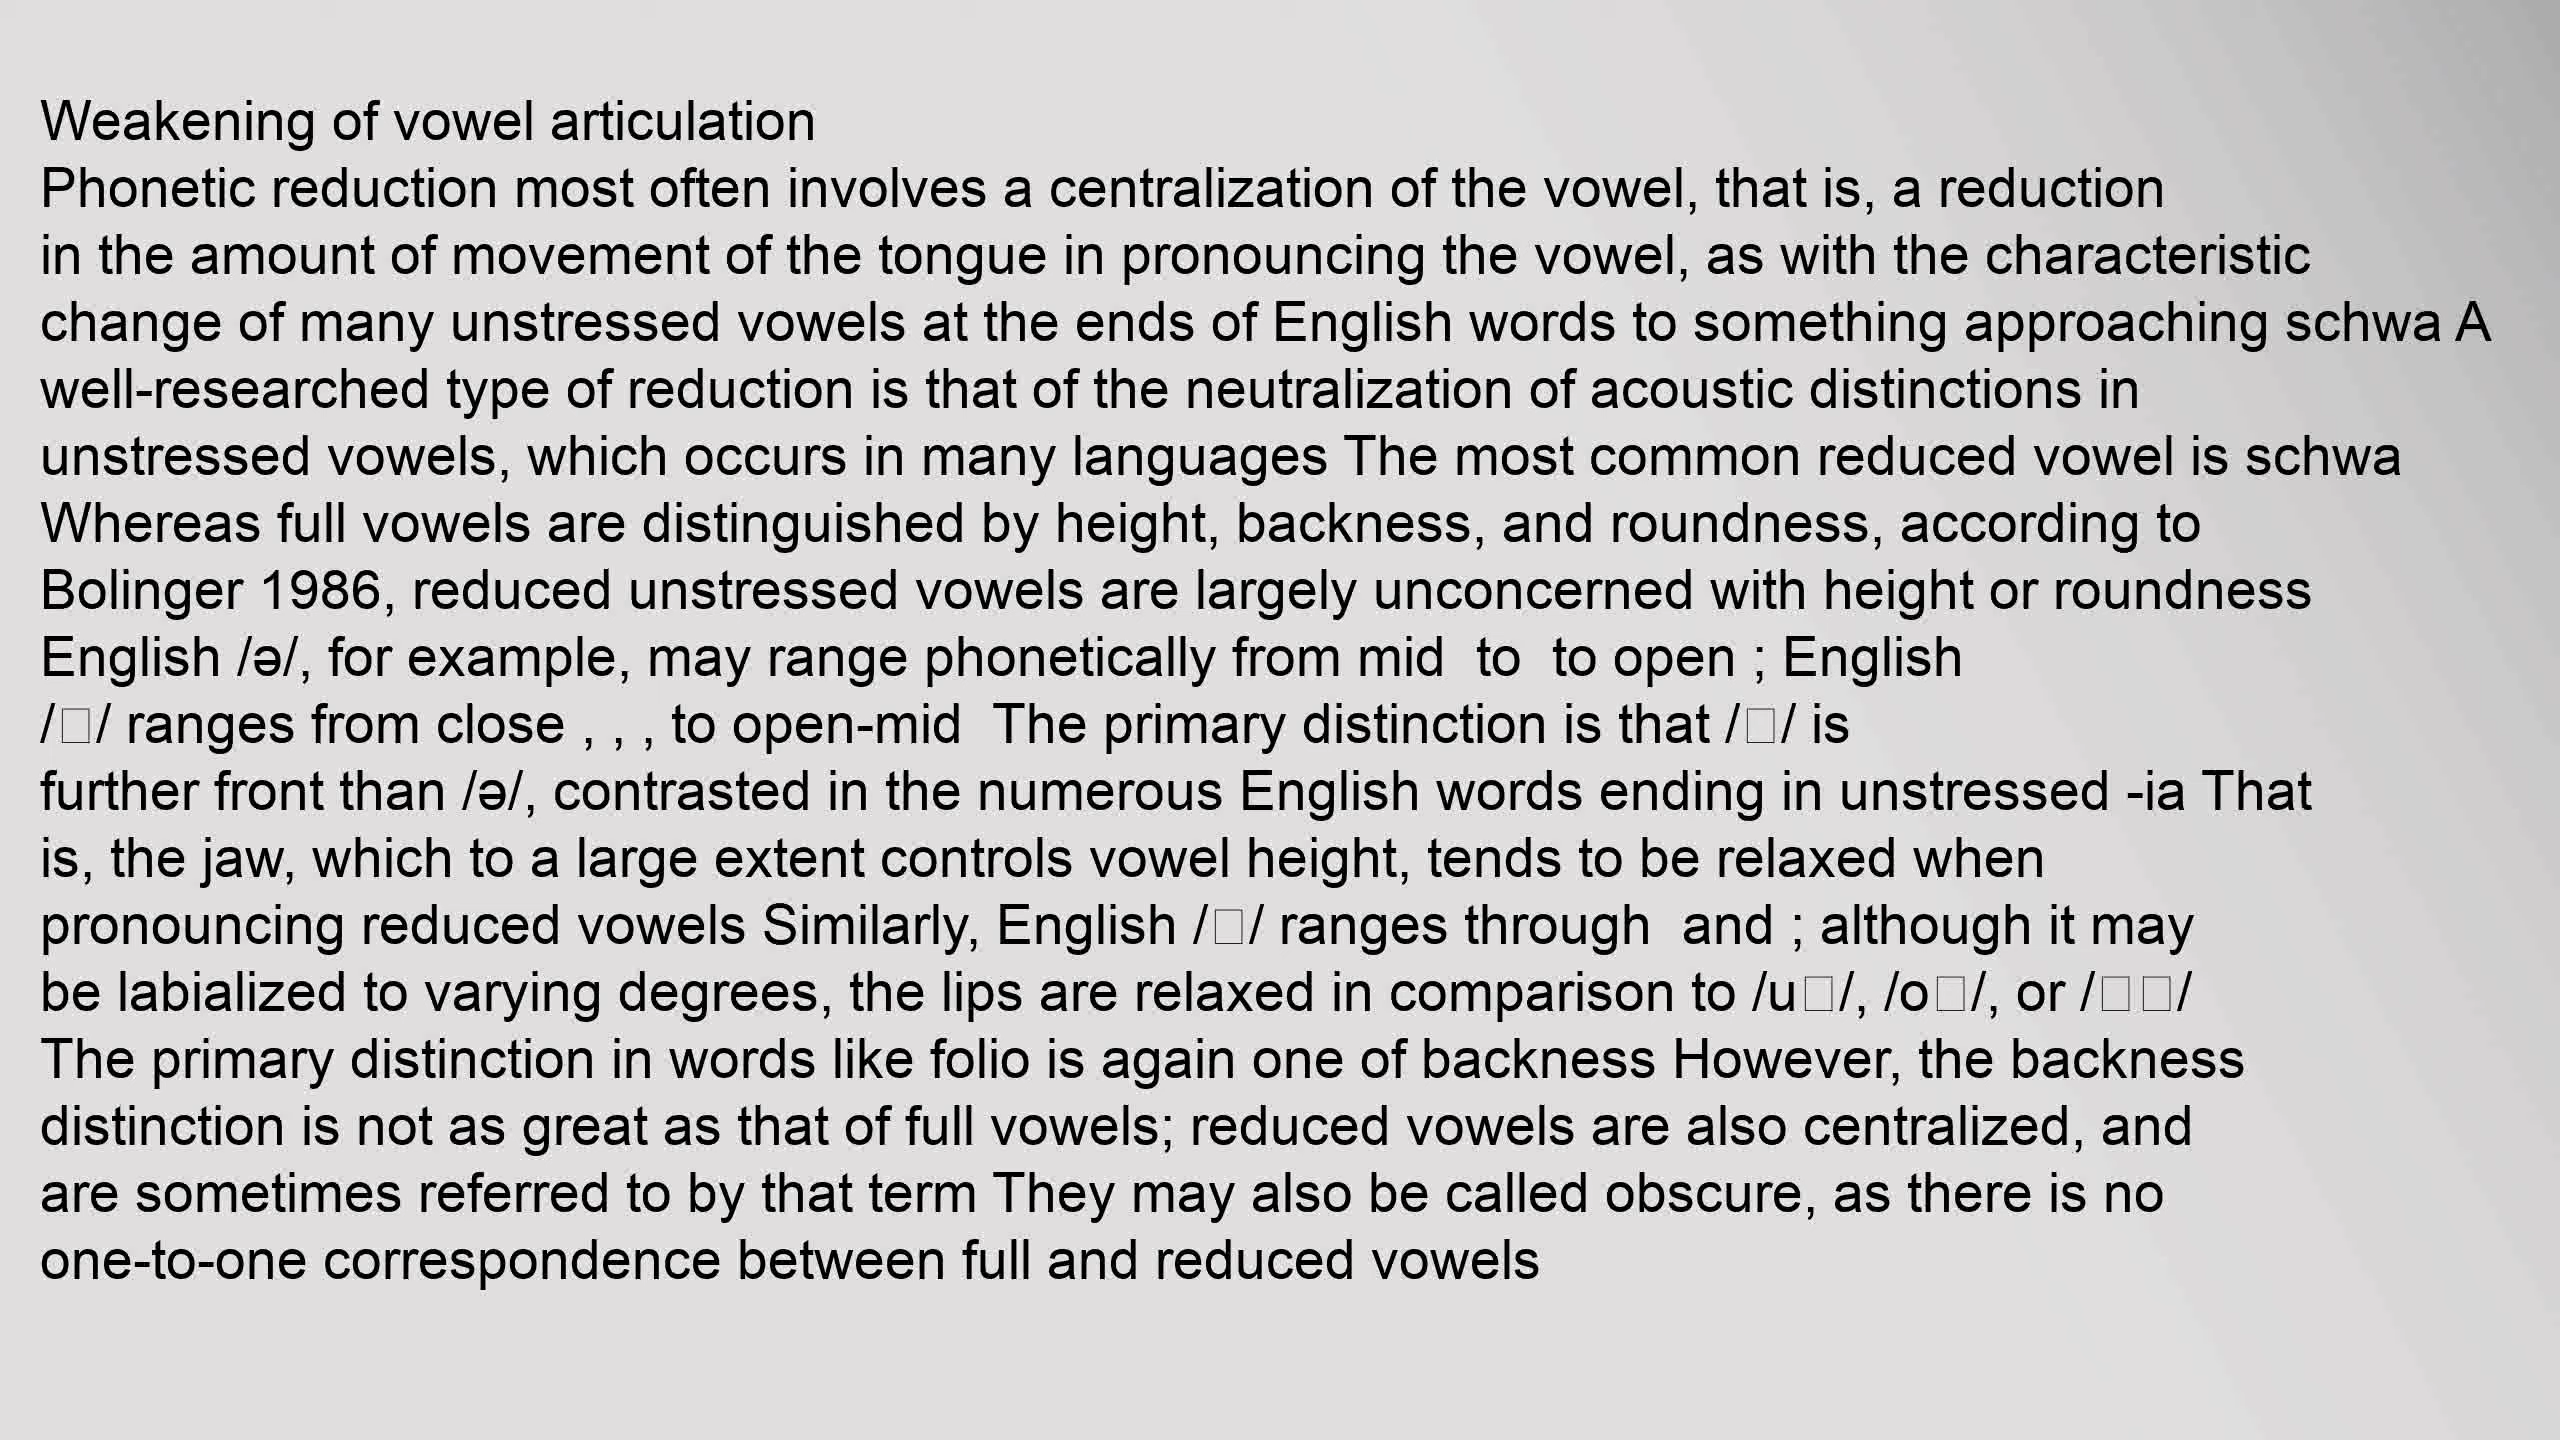 Weakening of vowel articulation
Phonetic reduction most often involves a centralization of the vowel, that is, a reduction
in the amount of movement of the tongue in pronouncing the vowel, as with the characteristic
change of many unstressed vowels at the ends of English words to something approaching schwa A
well-researched type of reduction is that of the neutralization of acoustic distinctions in
unstressed vowels, which occurs in many languages The most common reduced vowel is schwa
Whereas full vowels are distinguished by height, backness, and roundness, according to
Bolinger 1986, reduced unstressed vowels are largely unconcerned with height or roundness
English /ə/, for example, may range phonetically from mid  to  to open ; English
/□/ ranges from close , , , to open-mid  The primary distinction is that /□/ is
further front than /ə/, contrasted in the numerous English words ending in unstressed -ia That
is, the jaw, which to a large extent controls vowel height, tends to be relaxed when
pronouncing reduced vowels Similarly, English /□/ ranges through  and ; although it may
be labialized to varying degrees, the lips are relaxed in comparison to /u□/, /o□/, or /□□/
The primary distinction in words like folio is again one of backness However, the backness
distinction is not as great as that of full vowels; reduced vowels are also centralized, and
are sometimes referred to by that term They may also be called obscure, as there is no
one-to-one correspondence between full and reduced vowels